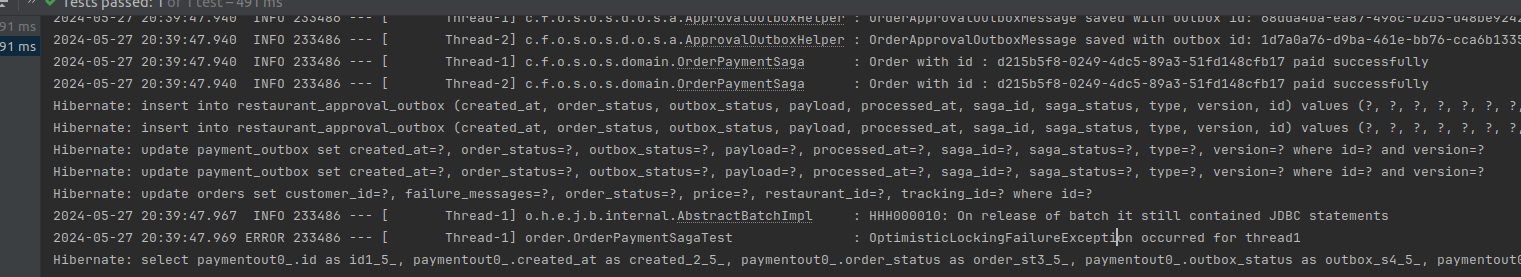 Tests passed: 1 of 1 test – 491 ms
91 ms
91 ms
2024-05-27 20:39:47.940  INFO 233486 --- [       Thread-1] c.f.o.s.o.s.d.o.s.a.ApprovalOutboxHelper : OrderApprovalOutboxMessage saved with outbox id:
2024-05-27 20:39:47.940  INFO 233486 --- [       Thread-2] c.f.o.s.o.s.d.o.s.a.ApprovalOutboxHelper : OrderApprovalOutboxMessage saved with outbox id: 1d7a0a76-d9ba-461e-bb76-cca6b1335
2024-05-27 20:39:47.940  INFO 233486 --- [       Thread-1] c.f.o.s.o.s.domain.OrderPaymentSaga      : Order with id : d215b5f8-0249-4dc5-89a3-51fd148cfb17 paid successfully
2024-05-27 20:39:47.940  INFO 233486 --- [       Thread-2] c.f.o.s.o.s.domain.OrderPaymentSaga      : Order with id : d215b5f8-0249-4dc5-89a3-51fd148cfb17 paid successfully
Hibernate: insert into restaurant_approval_outbox (created_at, order_status, outbox_status, payload, processed_at, saga_id, saga_status, type, version, id) values (?, ?, ?, ?, ?, ?, ?,
Hibernate: insert into restaurant_approval_outbox (created_at, order_status, outbox_status, payload, processed_at, saga_id, saga_status, type, version, id) values (?, ?, ?, ?, ?, ?, ?,
Hibernate: update payment_outbox set created_at=?, order_status=?, outbox_status=?, payload=?, processed_at=?, saga_id=?, saga_status=?, type=?, version=? where id=? and version=?
Hibernate: update payment_outbox set created_at=?, order_status=?, outbox_status=?, payload=?, processed_at=?, saga_id=?, saga_status=?, type=?, version=? where id=? and version=?
Hibernate: update orders set customer_id=?, failure_messages=?, order_status=?, price=?, restaurant_id=?, tracking_id=? where id=?
2024-05-27 20:39:47.967  INFO 233486 --- [       Thread-1] o.h.e.j.b.internal.AbstractBatchImpl     : HHH000010: On release of batch it still contained JDBC statements
2024-05-27 20:39:47.969 ERROR 233486 --- [       Thread-1] order.OrderPaymentSagaTest               : OptimisticLockingFailureException occurred for thread1
Hibernate: select paymentout0_.id as id1_5_, paymentout0_.created_at as created_2_5_, paymentout0_.order_status as order_st3_5_, paymentout0_.outbox_status as outbox_s4_5_, paymentout0